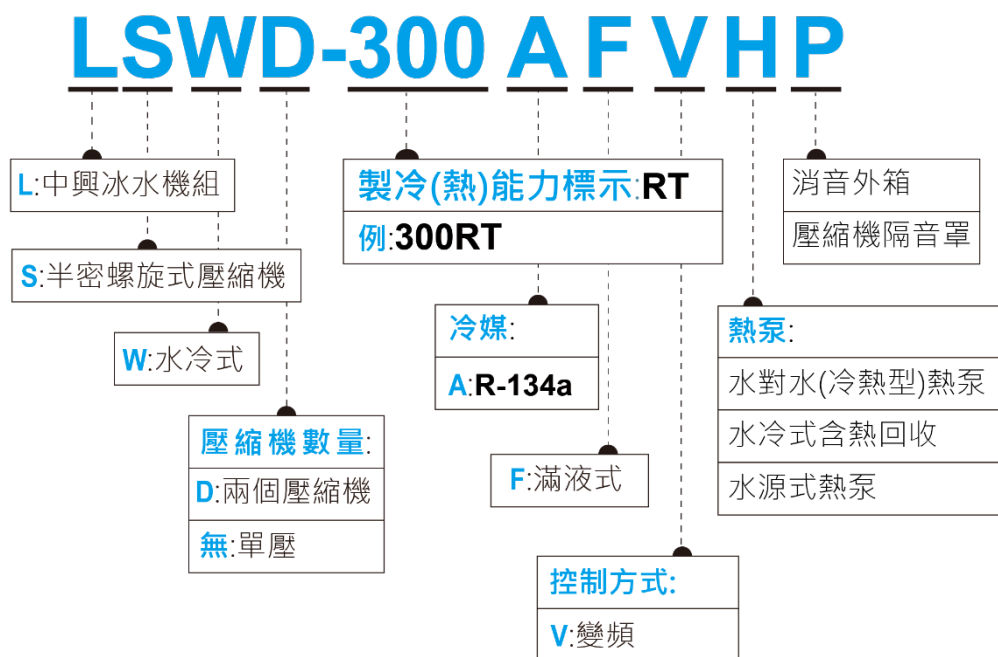 LSWD-300 A F V H P
L:中興冰水機組
S:半密螺旋式壓縮機
W:水冷式
壓縮機數量:
D:兩個壓縮機
無:單壓
製冷(熱)能力標示:RT
例:300RT
冷媒:
A:R-134a
F:滿液式
控制方式:
V:變頻
熱泵:
水對水(冷熱型)熱泵
水冷式含熱回收
水源式熱泵
消音外箱
壓縮機隔音罩